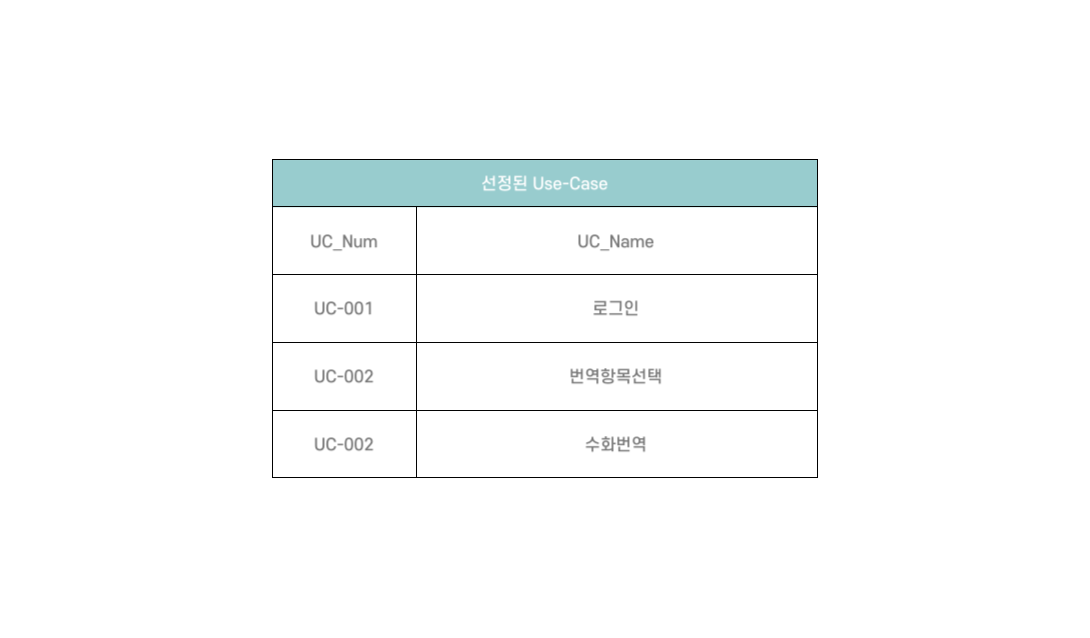 선정된 Use-Case
UC_Num UC_Name
UC-001 로그인
UC-002 번역항목선택
UC-002 수화번역